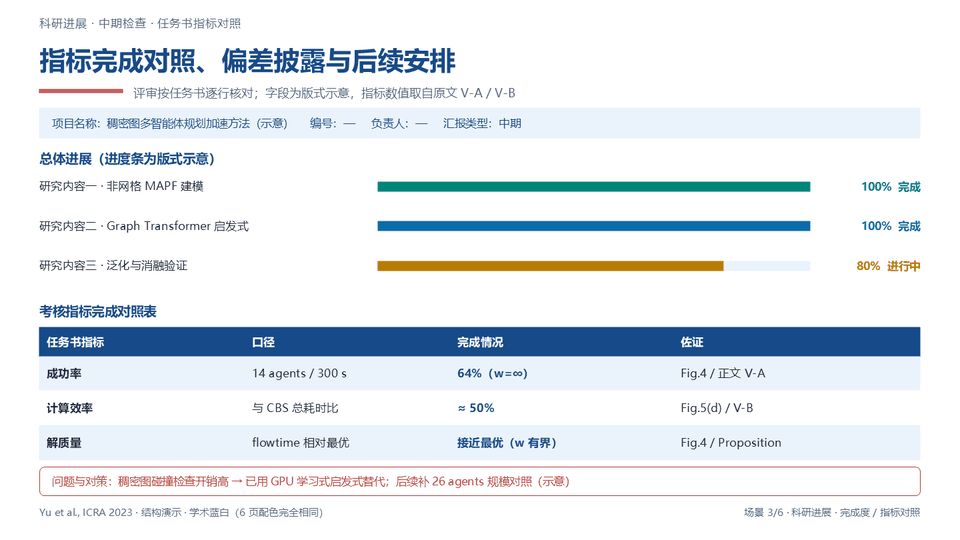 科研进展 · 中期检查 · 任务书指标对照
指标完成对照、偏差披露与后续安排
评审按任务书逐行核对；字段为版式示意，指标数值取自原文 V-A / V-B
项目名称：稠密图多智能体规划加速方法（示意） 编号：— 负责人：— 汇报类型：中期
总体进展（进度条为版式示意）
研究内容一 · 非网格 MAPF 建模 100% 完成
研究内容二 · Graph Transformer 启发式 100% 完成
研究内容三 · 泛化与消融验证 80% 进行中
考核指标完成对照表
任务书指标 口径 完成情况 佐证
成功率 14 agents / 300 s 64%（w=∞） Fig.4 / 正文 V-A
计算效率 与 CBS 总耗时比 ≈ 50% Fig.5(d) / V-B
解质量 flowtime 相对最优 接近最优（w 有界） Fig.4 / Proposition
问题与对策：稠密图碰撞检查开销高 → 已用 GPU 学习式启发式替代；后续补 26 agents 规模对照（示意）
Yu et al., ICRA 2023 · 结构演示 · 学术蓝白（6 页配色完全相同） 场景 3/6 · 科研进展 · 完成度 / 指标对照